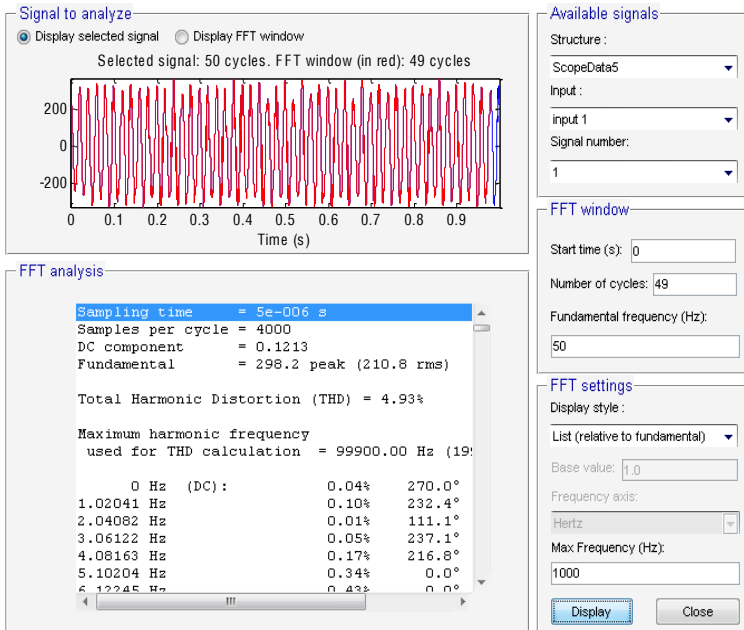 Signal to analyze
Display selected signal Display FFT window
Selected signal: 50 cycles. FFT window (in red): 49 cycles
200
0
-200
0 0.1 0.2 0.3 0.4 0.5 0.6 0.7 0.8 0.9
Time (s)
FFT analysis
Sampling time = 5e-006 s
Samples per cycle = 4000
DC component = 0.1213
Fundamental = 298.2 peak (210.8 rms)
Total Harmonic Distortion (THD) = 4.93%
Maximum harmonic frequency
used for THD calculation = 99900.00 Hz (199
0 Hz (DC): 0.04% 270.0°
1.02041 Hz 0.10% 232.4°
2.04082 Hz 0.01% 111.1°
3.06122 Hz 0.05% 237.1°
4.08163 Hz 0.17% 216.8°
5.10204 Hz 0.34% 0.0°
6.12245 Hz 0.43% 0.0°
Available signals
Structure :
ScopeData5
Input :
input 1
Signal number:
1
FFT window
Start time (s): 0
Number of cycles: 49
Fundamental frequency (Hz):
50
FFT settings
Display style :
List (relative to fundamental)
Base value: 1.0
Frequency axis:
Hertz
Max Frequency (Hz):
1000
Display Close